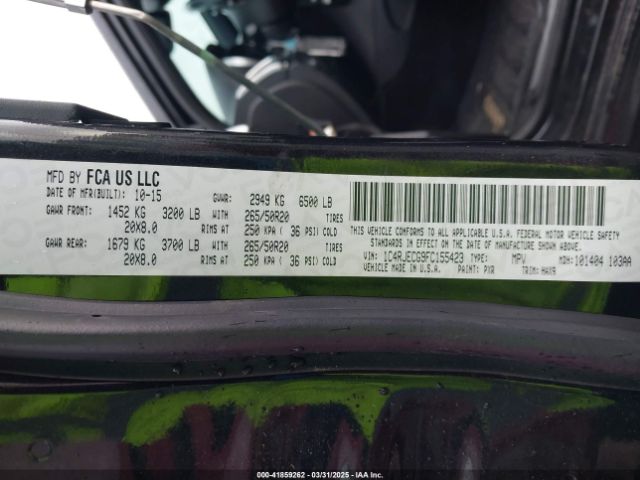 MFD BY FCA US LLC
DATE OF MFR(BUILT): 10-15 GVWR: 2949 KG 6500 LB
GAWR FRONT: 1452 KG 3200 LB WITH 265/50R20 TIRES
20X8.0 RIMS AT 250 KPA ( 36 PSI) COLD
GAWR REAR: 1679 KG 3700 LB WITH 265/50R20 TIRES
20X8.0 RIMS AT 250 KPA ( 36 PSI) COLD
THIS VEHICLE CONFORMS TO ALL APPLICABLE U.S.A. FEDERAL MOTOR VEHICLE SAFETY
STANDARDS IN EFFECT ON THE DATE OF MANUFACTURE SHOWN ABOVE.
VEHICLE MADE IN U.S.A. VIN: 1C4RJECG9FC155423 TYPE: MPV MDH: 101404 103AA
PAINT: PXR TRIM: HAX9
000-41859262 - 03/31/2025 - IAA Inc.